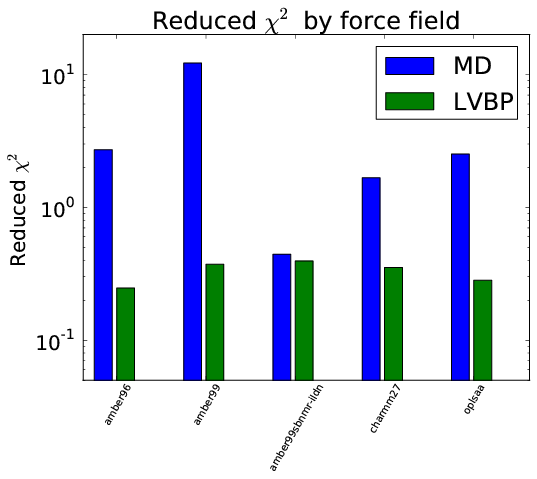 Reduced χ² by force field
MD
LVBP
Reduced χ²
10¹
10⁰
10⁻¹
amber96
amber99
amber99sbnmr-ildn
charmm27
oplsaa